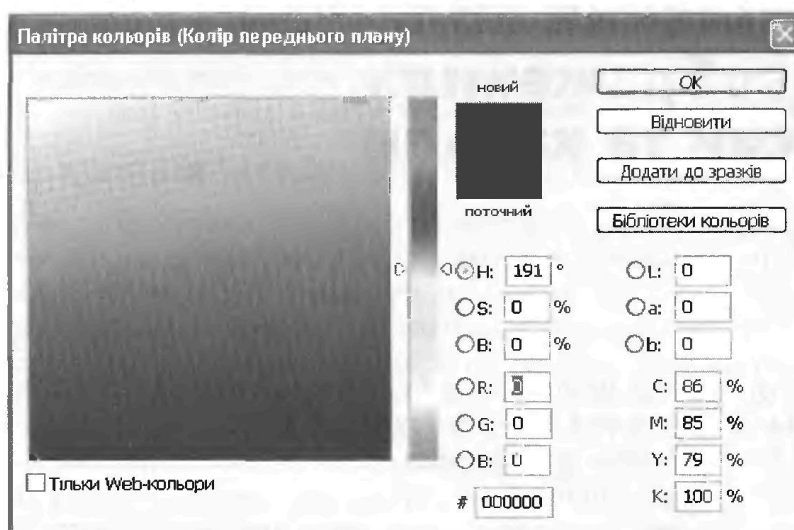 Палітра кольорів (Колір переднього плану)
новий
OK
Відновити
Додати до зразків
поточний
Бібліотеки кольорів
H: 191 °
L: 0
S: 0 %
a: 0
B: 0 %
b: 0
R: 0
C: 86 %
G: 0
M: 85 %
B: 0
Y: 79 %
Тільки Web-кольори
# 000000
K: 100 %